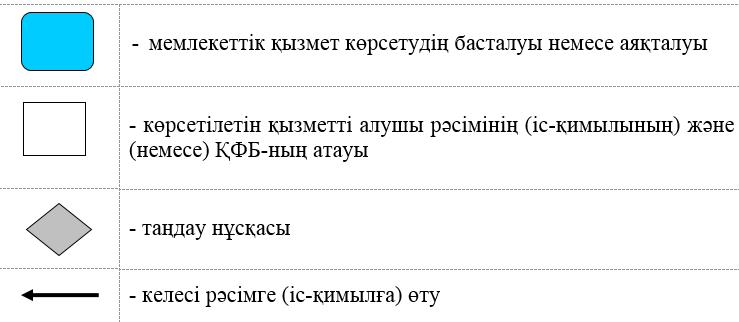 - мемлекеттік қызмет көрсетудің басталуы немесе аяқталуы
- көрсетілетін қызметті алушы рәсімінің (іс-қимылының) және
(немесе) ҚФБ-ның атауы
- таңдау нұсқасы
- келесі рәсімге (іс-қимылға) өту